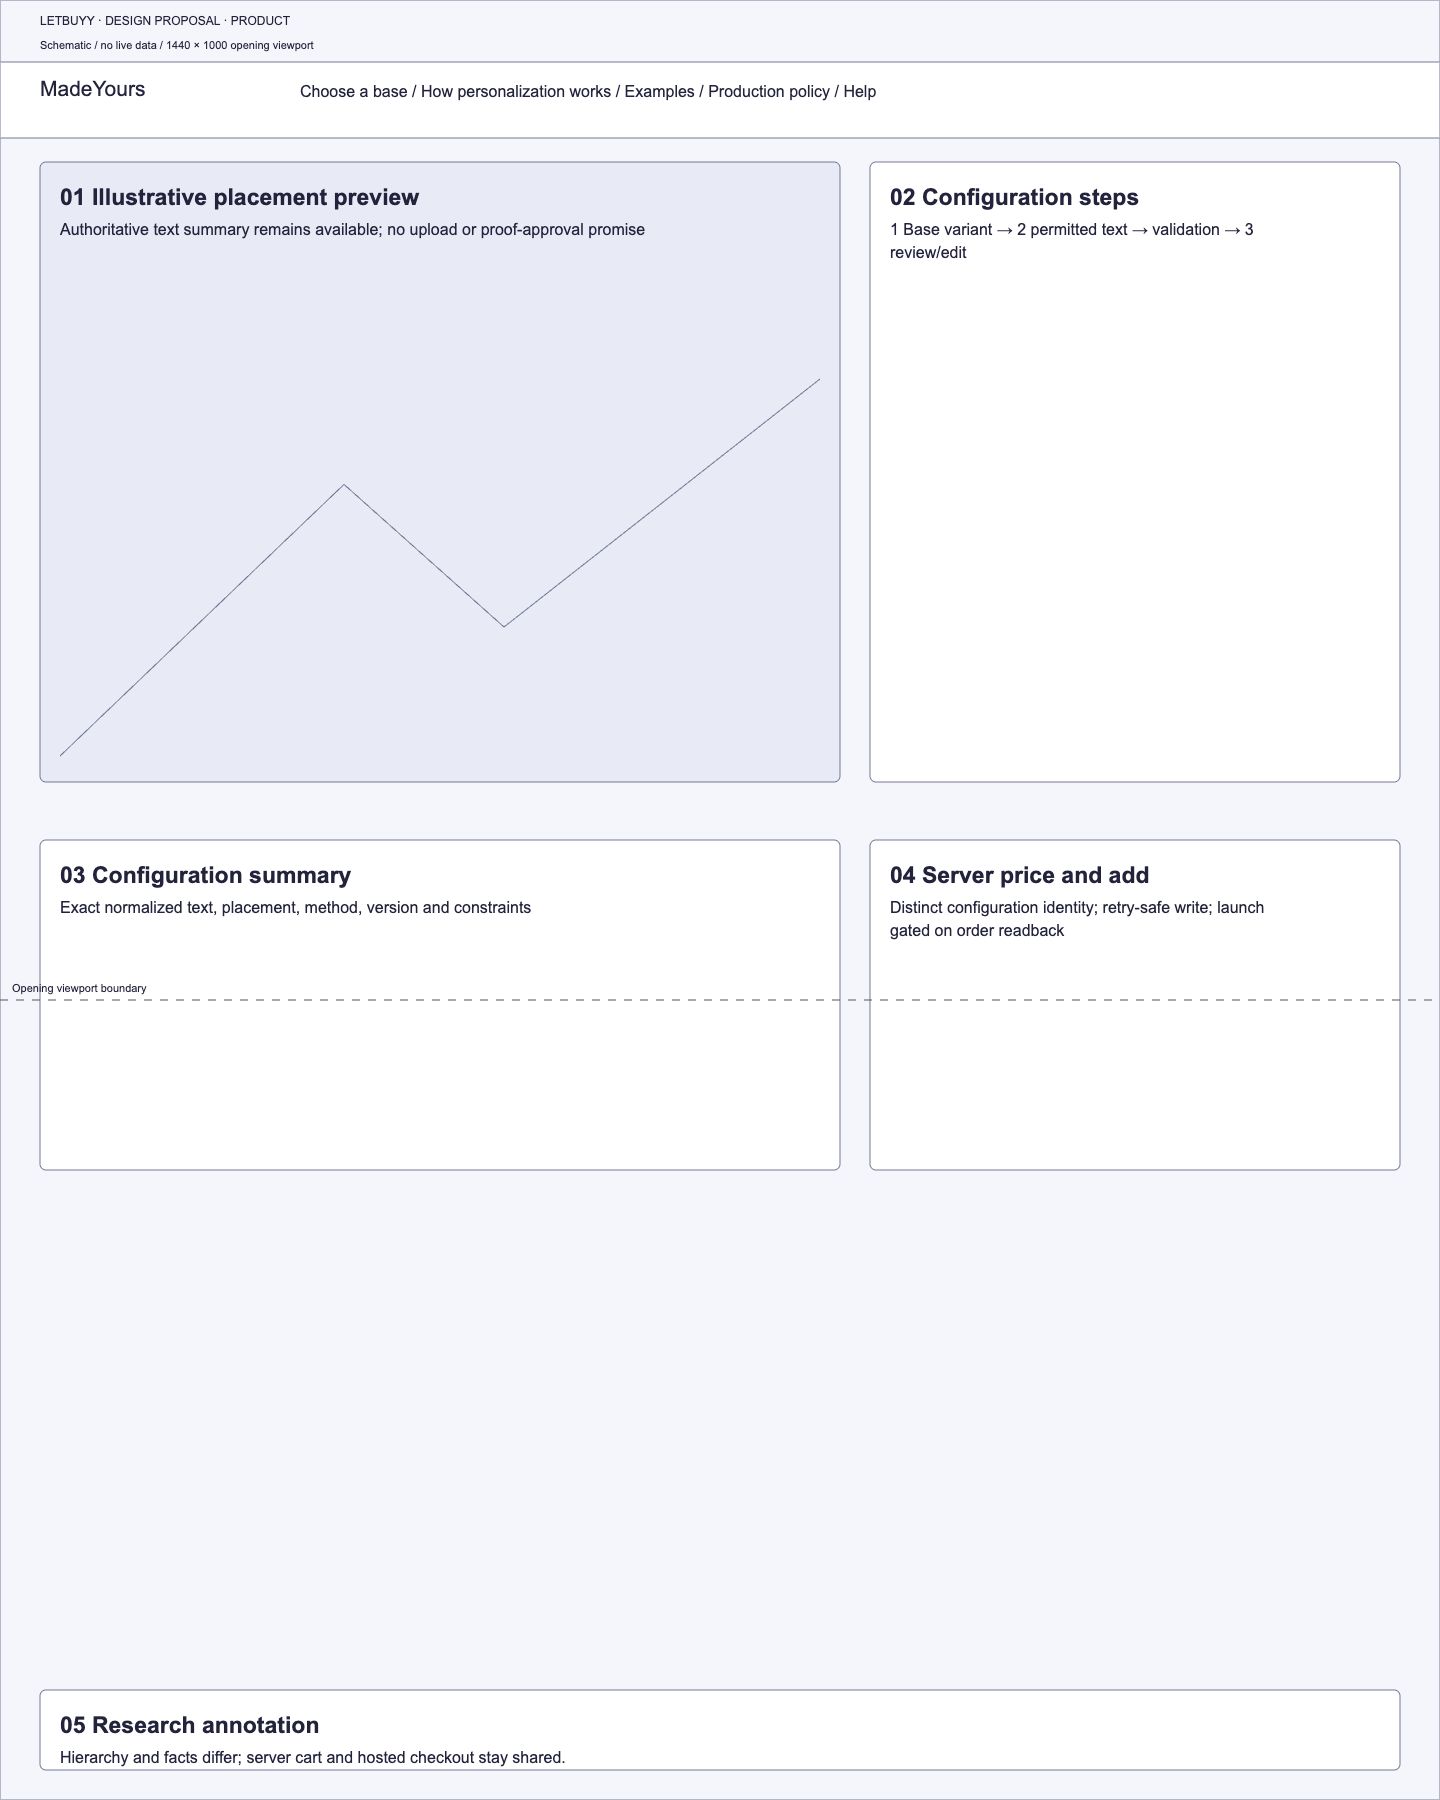 LETBUYY · DESIGN PROPOSAL · PRODUCT
Schematic / no live data / 1440 × 1000 opening viewport
MadeYours
Choose a base / How personalization works / Examples / Production policy / Help
01 Illustrative placement preview
Authoritative text summary remains available; no upload or proof-approval promise
02 Configuration steps
1 Base variant → 2 permitted text → validation → 3
review/edit
03 Configuration summary
Exact normalized text, placement, method, version and constraints
04 Server price and add
Distinct configuration identity; retry-safe write; launch
gated on order readback
Opening viewport boundary
05 Research annotation
Hierarchy and facts differ; server cart and hosted checkout stay shared.